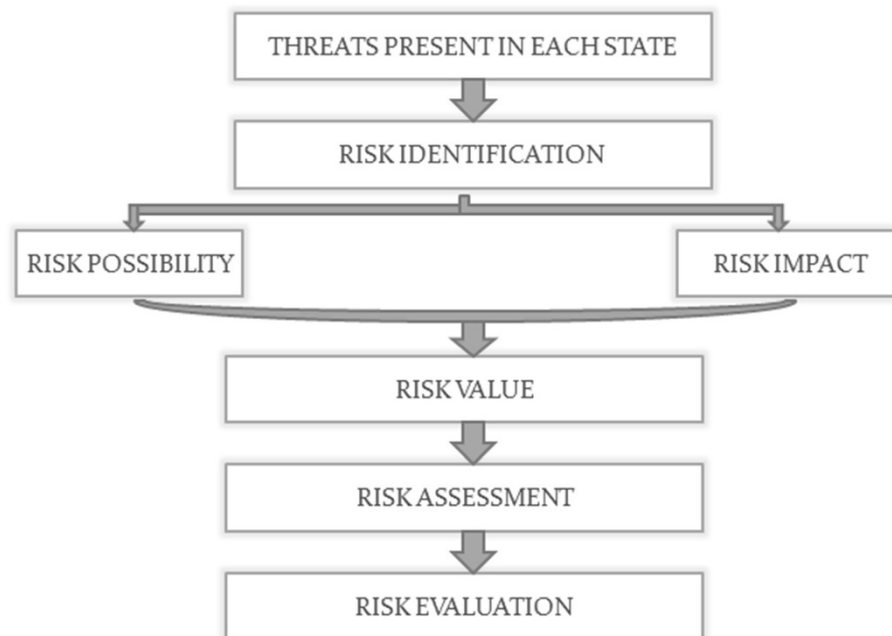 THREATS PRESENT IN EACH STATE
RISK IDENTIFICATION
RISK POSSIBILITY
RISK IMPACT
RISK VALUE
RISK ASSESSMENT
RISK EVALUATION